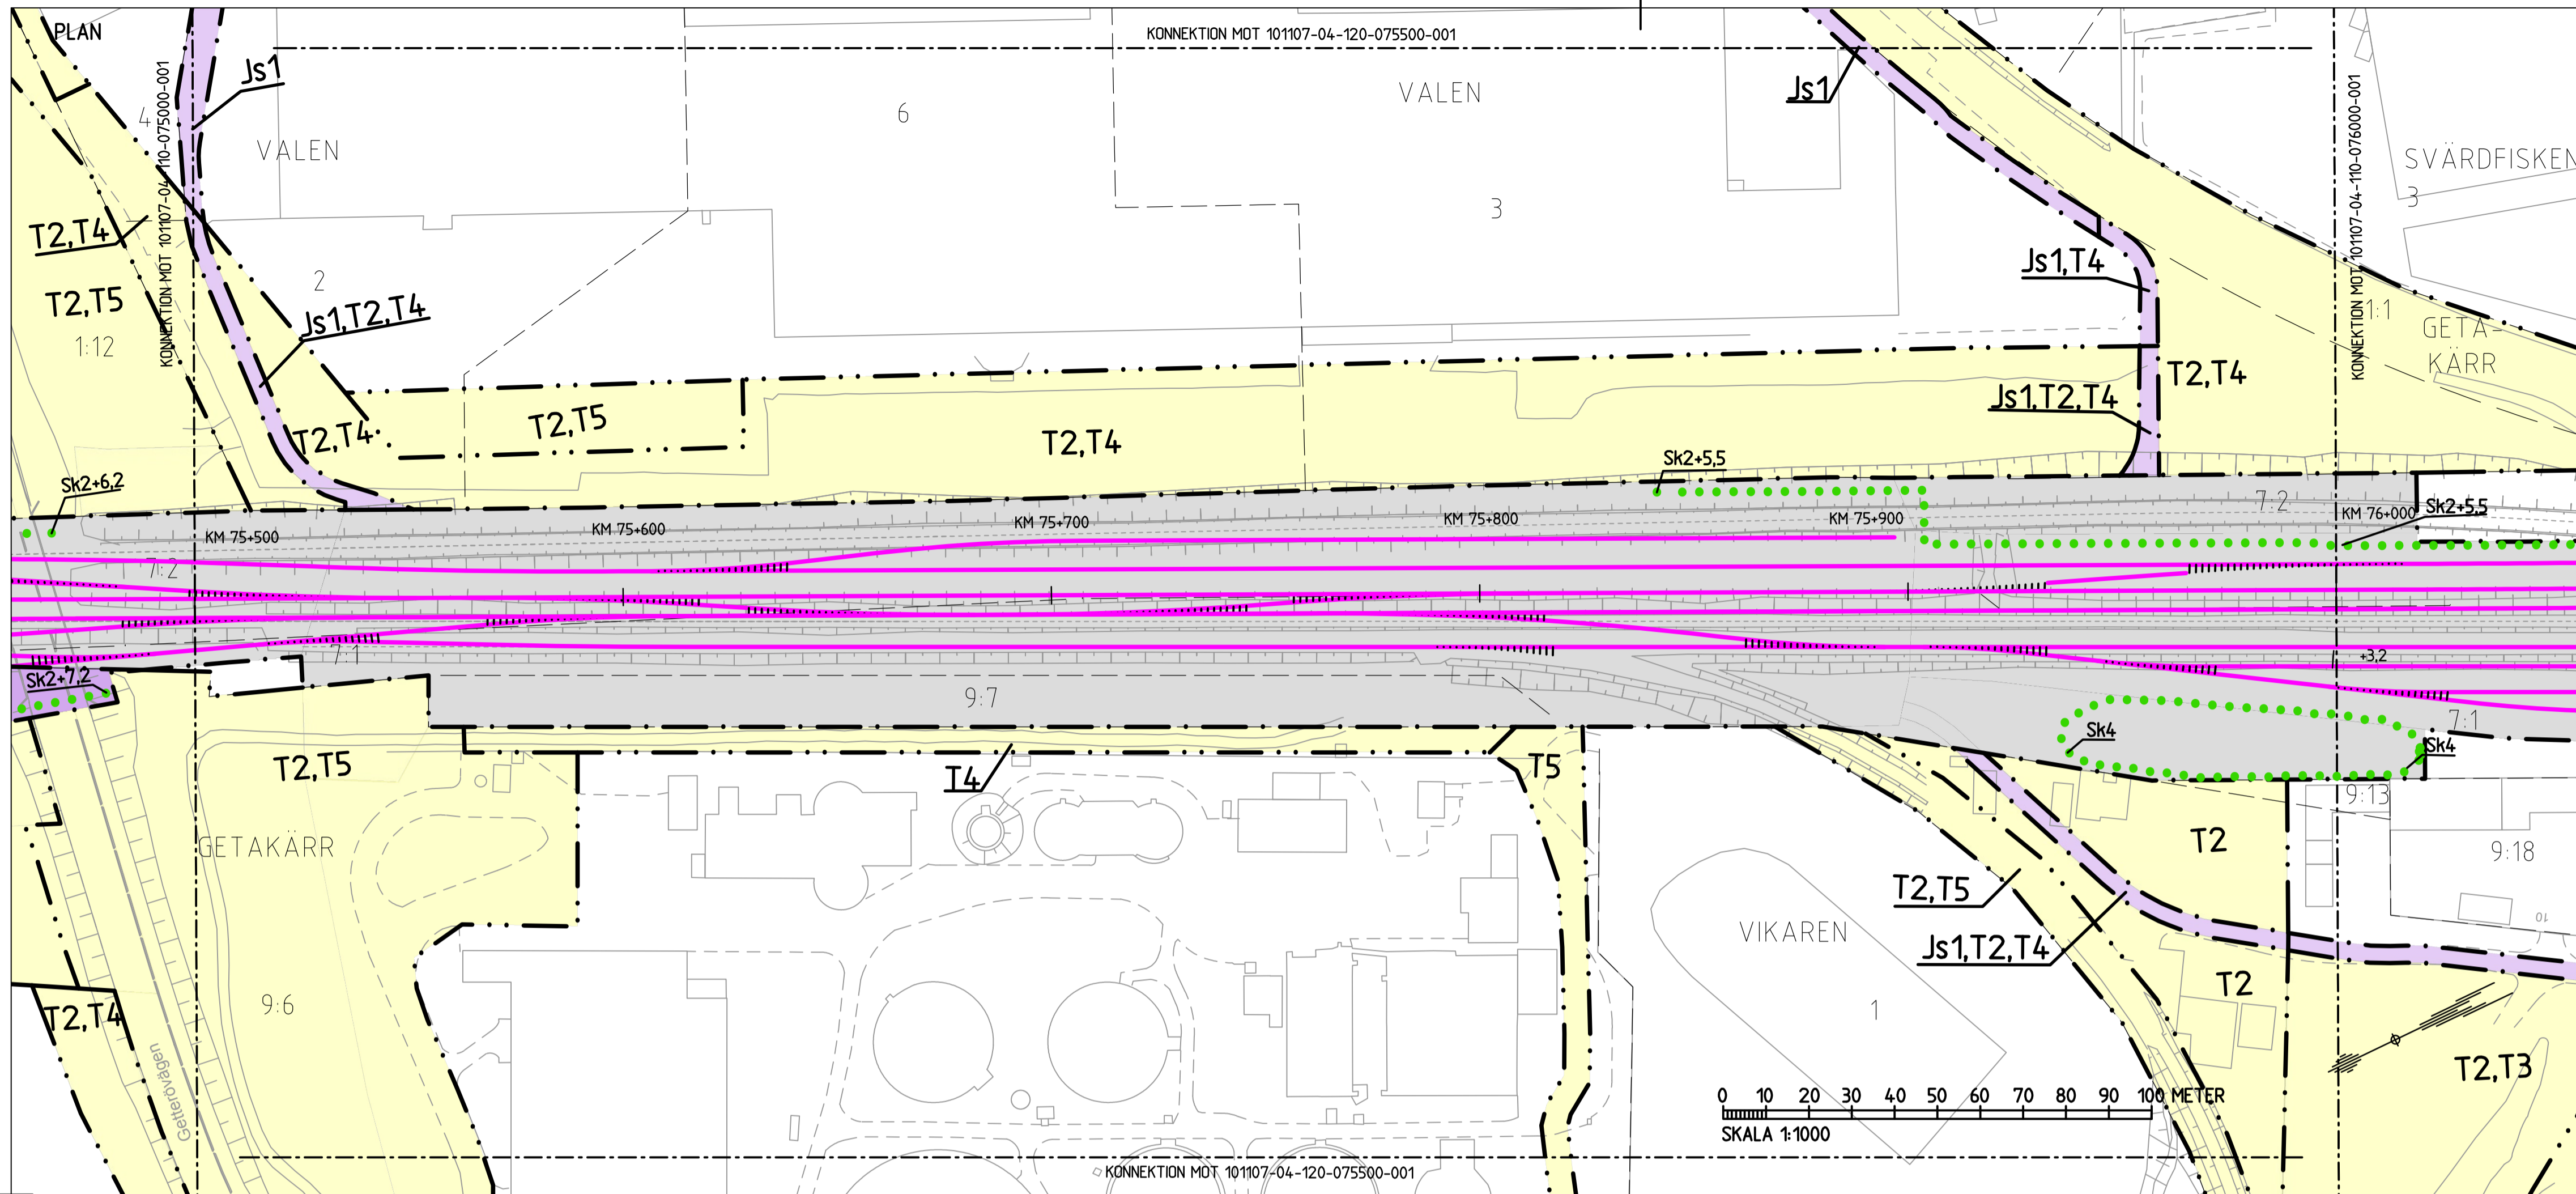 PLAN
KONNEKTION MOT 101107-04-120-075500-001
Js1
VALEN
Js1
4
6
KONNEKTION MOT 101107-04-110-075000-001
KONNEKTION MOT 101107-04-110-076000-001
VALEN
SVÄRDFISKEN
3
3
T2,T4
2
Js1,T4
T2,T5
Js1,T2,T4
1:1
GETA-
KÄRR
1:12
T2,T4
Js1,T2,T4
T2,T5
T2,T4
T2,T4
Sk2+5,5
Sk2+6,2
7:2
Sk2+5,5
KM 75+500
KM 75+600
KM 75+700
KM 75+800
KM 75+900
KM 76+000
7:2
7:1
+3,2
Sk2+7,2
9:7
7:1
Sk4
Sk4
T2,T5
T4
T5
9:13
GETAKÄRR
T2
9:18
T2,T5
10
VIKAREN
Js1,T2,T4
T2
9:6
1
T2,T4
Getterövägen
T2,T3
0 10 20 30 40 50 60 70 80 90 100 METER
SKALA 1:1000
KONNEKTION MOT 101107-04-120-075500-001